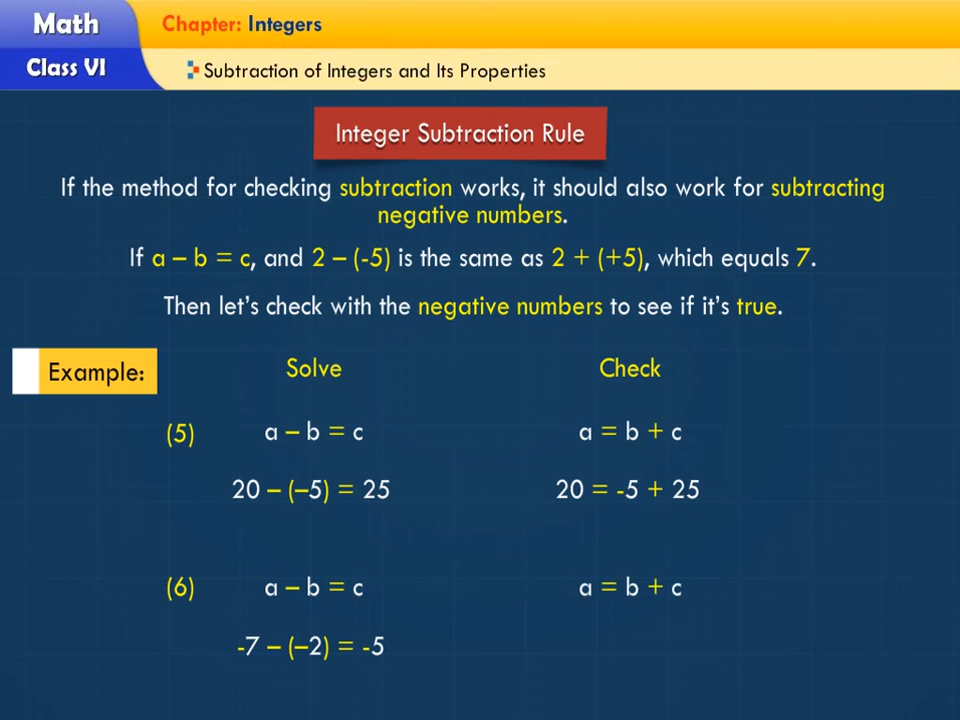 Math
Chapter: Integers
Class VI
Subtraction of Integers and Its Properties
Integer Subtraction Rule
If the method for checking subtraction works, it should also work for subtracting
negative numbers.
If a – b = c, and 2 – (-5) is the same as 2 + (+5), which equals 7.
Then let's check with the negative numbers to see if it's true.
Example:
Solve
Check
(5) a – b = c
a = b + c
20 – (–5) = 25
20 = -5 + 25
(6) a – b = c
a = b + c
-7 – (–2) = -5